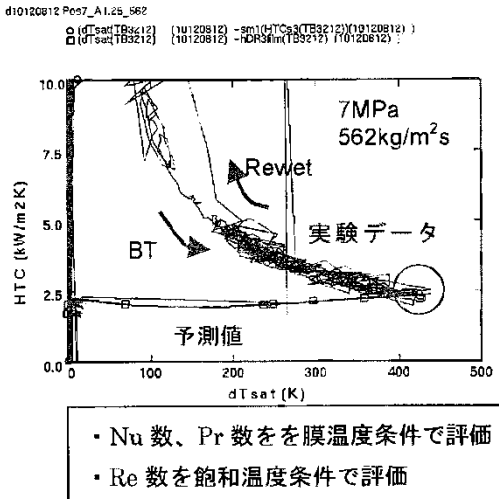 d10120812 Pos7_A1.25_562
(dTsat(TB3212) (10120812) -sm1(HTCs3(TB3212))(10120812) )
(dTsat(TB3212) (10120812) -hDR3film(TB3212) (10120812) )
10.0
7.5
5.0
2.5
0.0
HTC (kW/m2K)
7MPa
562kg/m²s
Rewet
BT
実験データ
予測値
0 100 200 300 400 500
dTsat(K)
・Nu 数、Pr 数をを膜温度条件で評価
・Re 数を飽和温度条件で評価